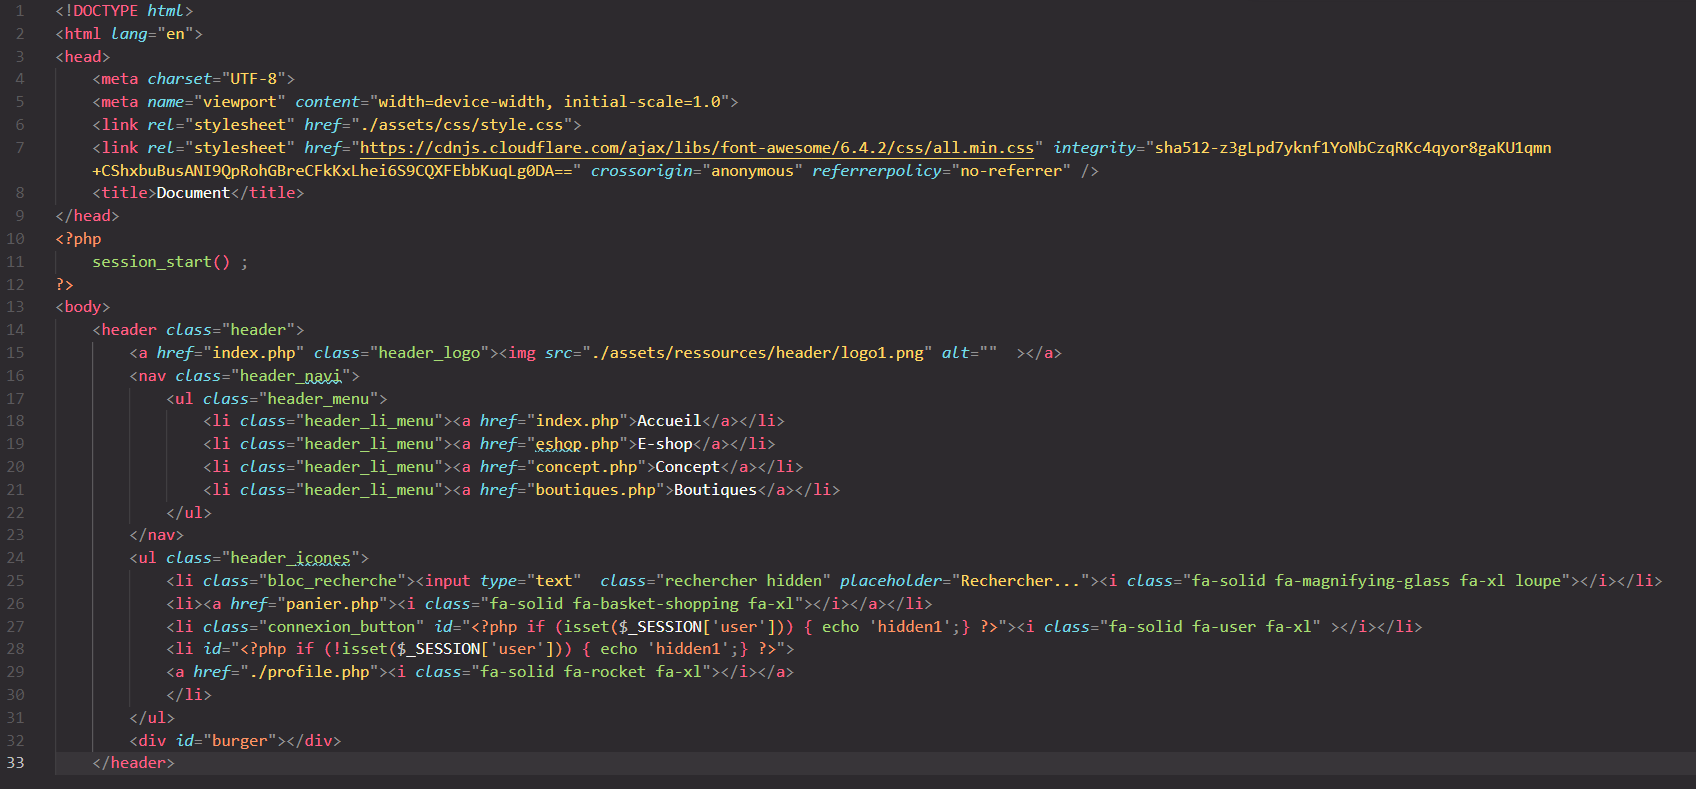 1 <!DOCTYPE html>
2 <html lang="en">
3 <head>
4 <meta charset="UTF-8">
5 <meta name="viewport" content="width=device-width, initial-scale=1.0">
6 <link rel="stylesheet" href="./assets/css/style.css">
7 <link rel="stylesheet" href="https://cdnjs.cloudflare.com/ajax/libs/font-awesome/6.4.2/css/all.min.css" integrity="sha512-z3gLpd7yknf1YoNbCzqRKc4qyor8gaKU1qmn
+CShxbuBusANI9QpRohGBreCFkKxLhei6S9CQXFEbbKuqLg0DA==" crossorigin="anonymous" referrerpolicy="no-referrer" />
8 <title>Document</title>
9 </head>
10 <?php
11 session_start() ;
12 ?>
13 <body>
14 <header class="header">
15 <a href="index.php" class="header_logo"><img src="./assets/ressources/header/logo1.png" alt=""  ></a>
16 <nav class="header_navi">
17 <ul class="header_menu">
18 <li class="header_li_menu"><a href="index.php">Accueil</a></li>
19 <li class="header_li_menu"><a href="eshop.php">E-shop</a></li>
20 <li class="header_li_menu"><a href="concept.php">Concept</a></li>
21 <li class="header_li_menu"><a href="boutiques.php">Boutiques</a></li>
22 </ul>
23 </nav>
24 <ul class="header_icones">
25 <li class="bloc_recherche"><input type="text"  class="rechercher hidden" placeholder="Rechercher..."><i class="fa-solid fa-magnifying-glass fa-xl loupe"></i></li>
26 <li><a href="panier.php"><i class="fa-solid fa-basket-shopping fa-xl"></i></a></li>
27 <li class="connexion_button" id="<?php if (isset($_SESSION['user'])) { echo 'hidden1';} ?>"><i class="fa-solid fa-user fa-xl" ></i></li>
28 <li id="<?php if (!isset($_SESSION['user'])) { echo 'hidden1';} ?>">
29 <a href="./profile.php"><i class="fa-solid fa-rocket fa-xl"></i></a>
30 </li>
31 </ul>
32 <div id="burger"></div>
33 </header>